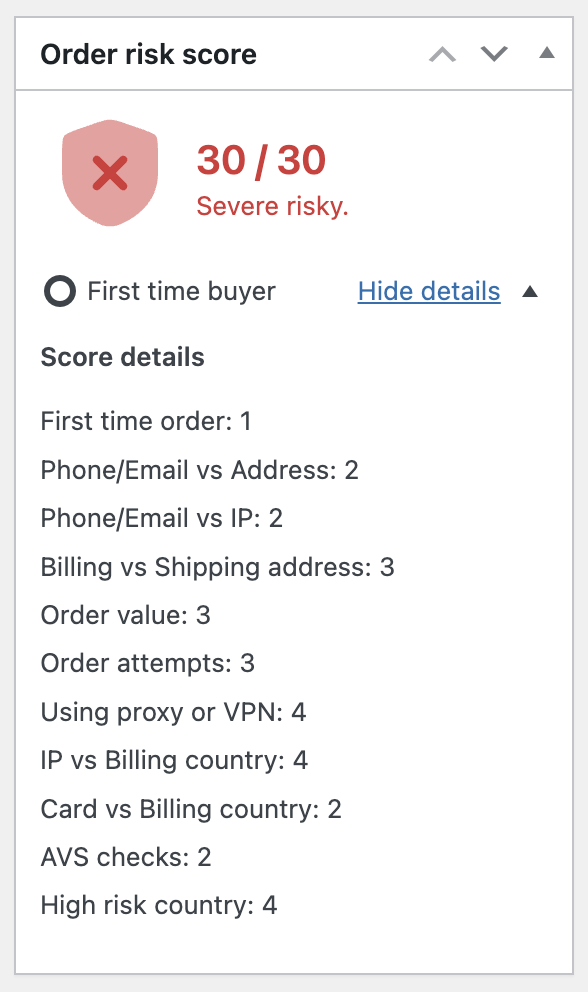 Order risk score
30 / 30
Severe risky.
First time buyer Hide details
Score details
First time order: 1
Phone/Email vs Address: 2
Phone/Email vs IP: 2
Billing vs Shipping address: 3
Order value: 3
Order attempts: 3
Using proxy or VPN: 4
IP vs Billing country: 4
Card vs Billing country: 2
AVS checks: 2
High risk country: 4